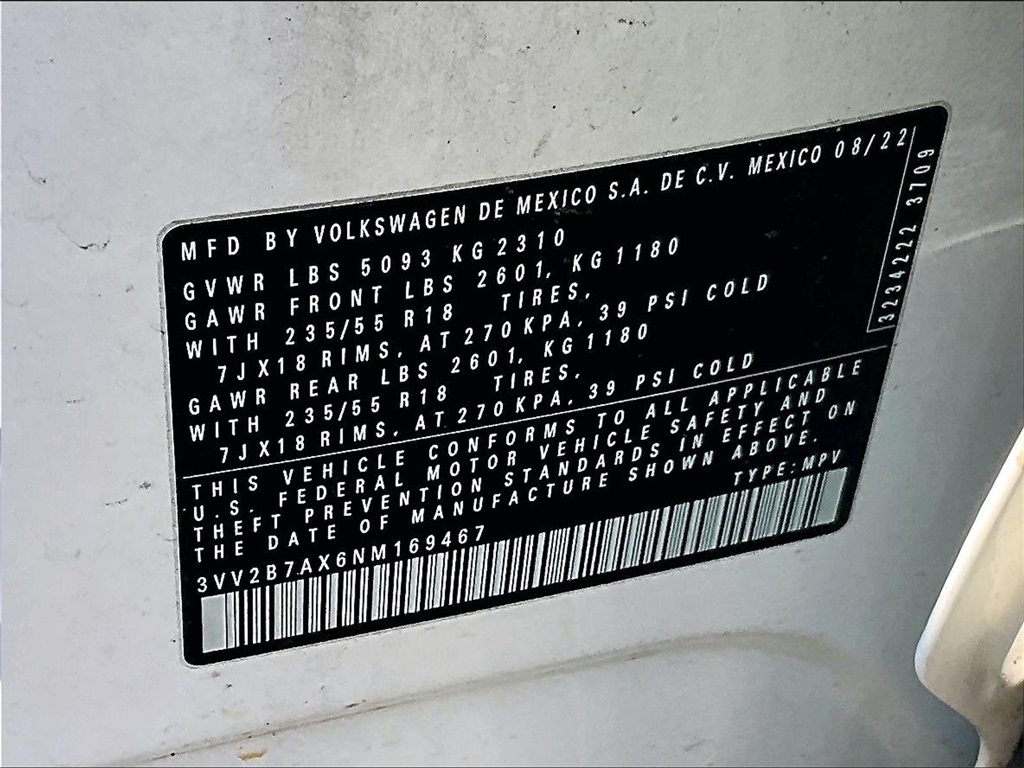 MFD BY VOLKSWAGEN DE MEXICO S.A. DE C.V. MEXICO 08/22
GVWR LBS 5093 KG 2310
GAWR FRONT LBS 2601, KG 1180
WITH 235/55 R18 TIRES,
7JX18 RIMS, AT 270 KPA, 39 PSI COLD
GAWR REAR LBS 2601, KG 1180
WITH 235/55 R18 TIRES,
7JX18 RIMS, AT 270 KPA, 39 PSI COLD
3234222 3709
THIS VEHICLE CONFORMS TO ALL APPLICABLE
U.S. FEDERAL MOTOR VEHICLE SAFETY AND
THEFT PREVENTION STANDARDS IN EFFECT ON
THE DATE OF MANUFACTURE SHOWN ABOVE.
TYPE: MPV
3VV2B7AX6NM169467